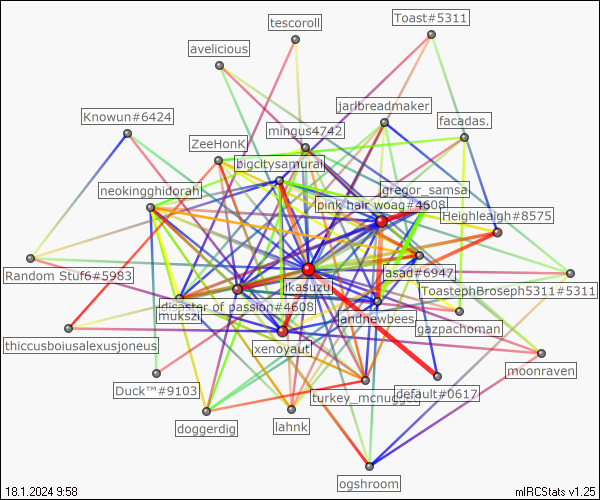 tescoroll
Toast#5311
avelicious
jarlbreadmaker
Knowun#6424
facadas.
mingus4742
ZeeHonK
bigcitysamurai
neokingghidorah
gregor_samsa
pink hair woag#4608
Heighleigh#8575
Random Stuf6#5983
asad#6947
ikasuzu
ToastephBroseph5311#5311
disaster of passion#4608
mukszi
andnewbees
gazpachoman
thiccusboiusalexusjoneus
xenoyaut
moonraven
Duck™#9103
turkey_mcnugget
default#0617
doggerdig
lahnk
ogshroom
18.1.2024 9:58
mIRCStats v1.25